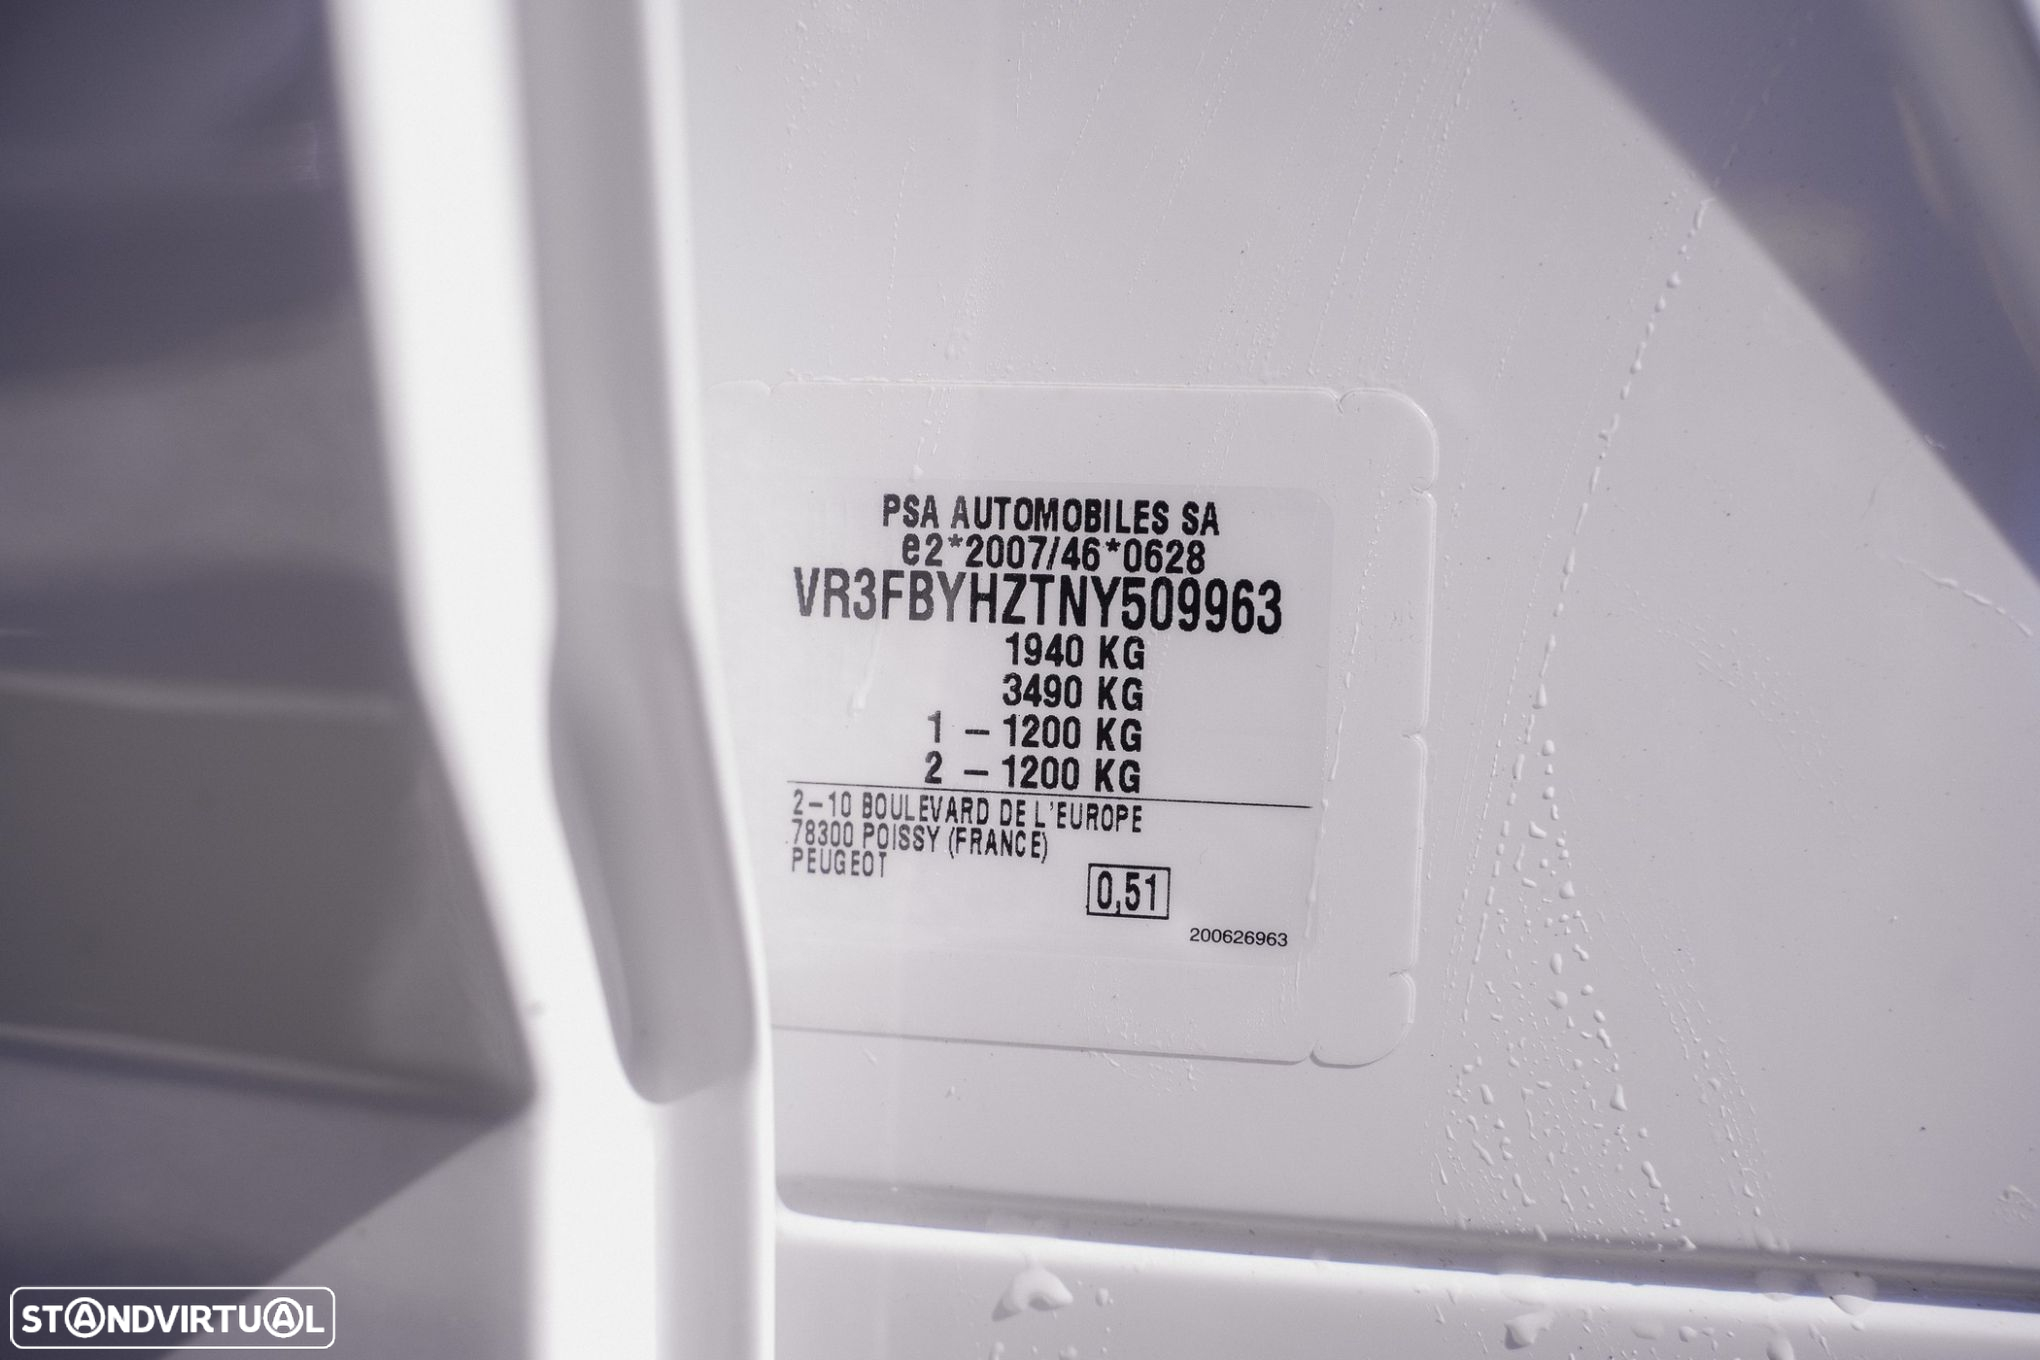 PSA AUTOMOBILES SA
e2*2007/46*0628
VR3FBYHZTNY509963
1940 KG
3490 KG
1 – 1200 KG
2 – 1200 KG
2–10 BOULEVARD DE L'EUROPE
78300 POISSY (FRANCE)
PEUGEOT
0,51
200626963
STANDVIRTUAL